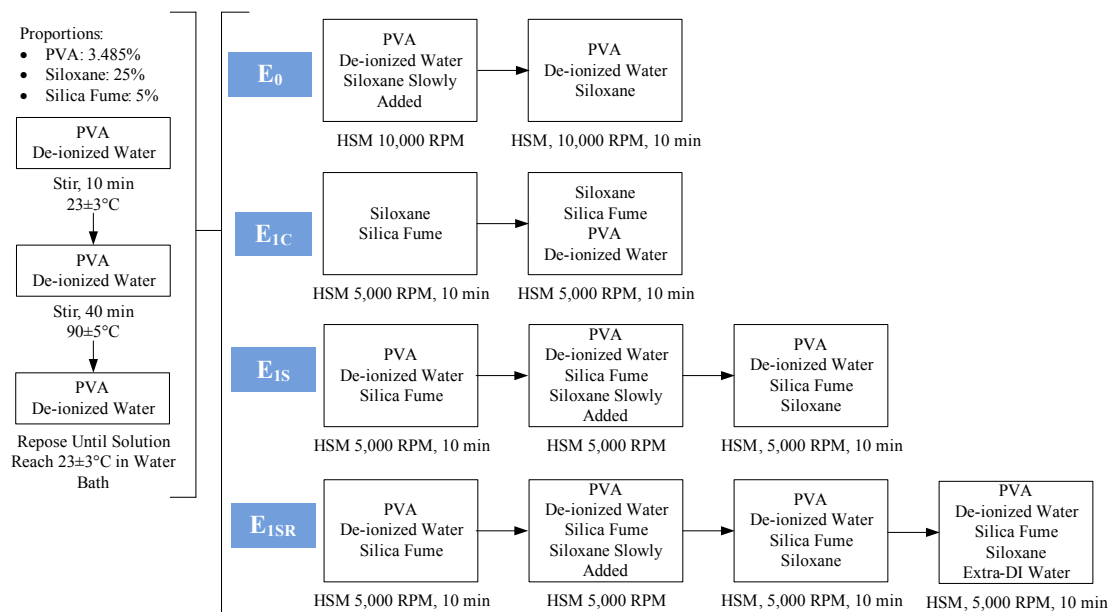 Proportions:
• PVA: 3.485%
• Siloxane: 25%
• Silica Fume: 5%
PVA
De-ionized Water
Stir, 10 min
23±3°C
PVA
De-ionized Water
Stir, 40 min
90±5°C
PVA
De-ionized Water
Repose Until Solution
Reach 23±3°C in Water
Bath
E0
PVA
De-ionized Water
Siloxane Slowly
Added
HSM 10,000 RPM
PVA
De-ionized Water
Siloxane
HSM, 10,000 RPM, 10 min
E1C
Siloxane
Silica Fume
HSM 5,000 RPM, 10 min
Siloxane
Silica Fume
PVA
De-ionized Water
HSM 5,000 RPM, 10 min
E1S
PVA
De-ionized Water
Silica Fume
HSM 5,000 RPM, 10 min
PVA
De-ionized Water
Silica Fume
Siloxane Slowly
Added
HSM 5,000 RPM
PVA
De-ionized Water
Silica Fume
Siloxane
HSM, 5,000 RPM, 10 min
E1SR
PVA
De-ionized Water
Silica Fume
HSM 5,000 RPM, 10 min
PVA
De-ionized Water
Silica Fume
Siloxane Slowly
Added
HSM 5,000 RPM
PVA
De-ionized Water
Silica Fume
Siloxane
HSM, 5,000 RPM, 10 min
PVA
De-ionized Water
Silica Fume
Siloxane
Extra-DI Water
HSM, 5,000 RPM, 10 min